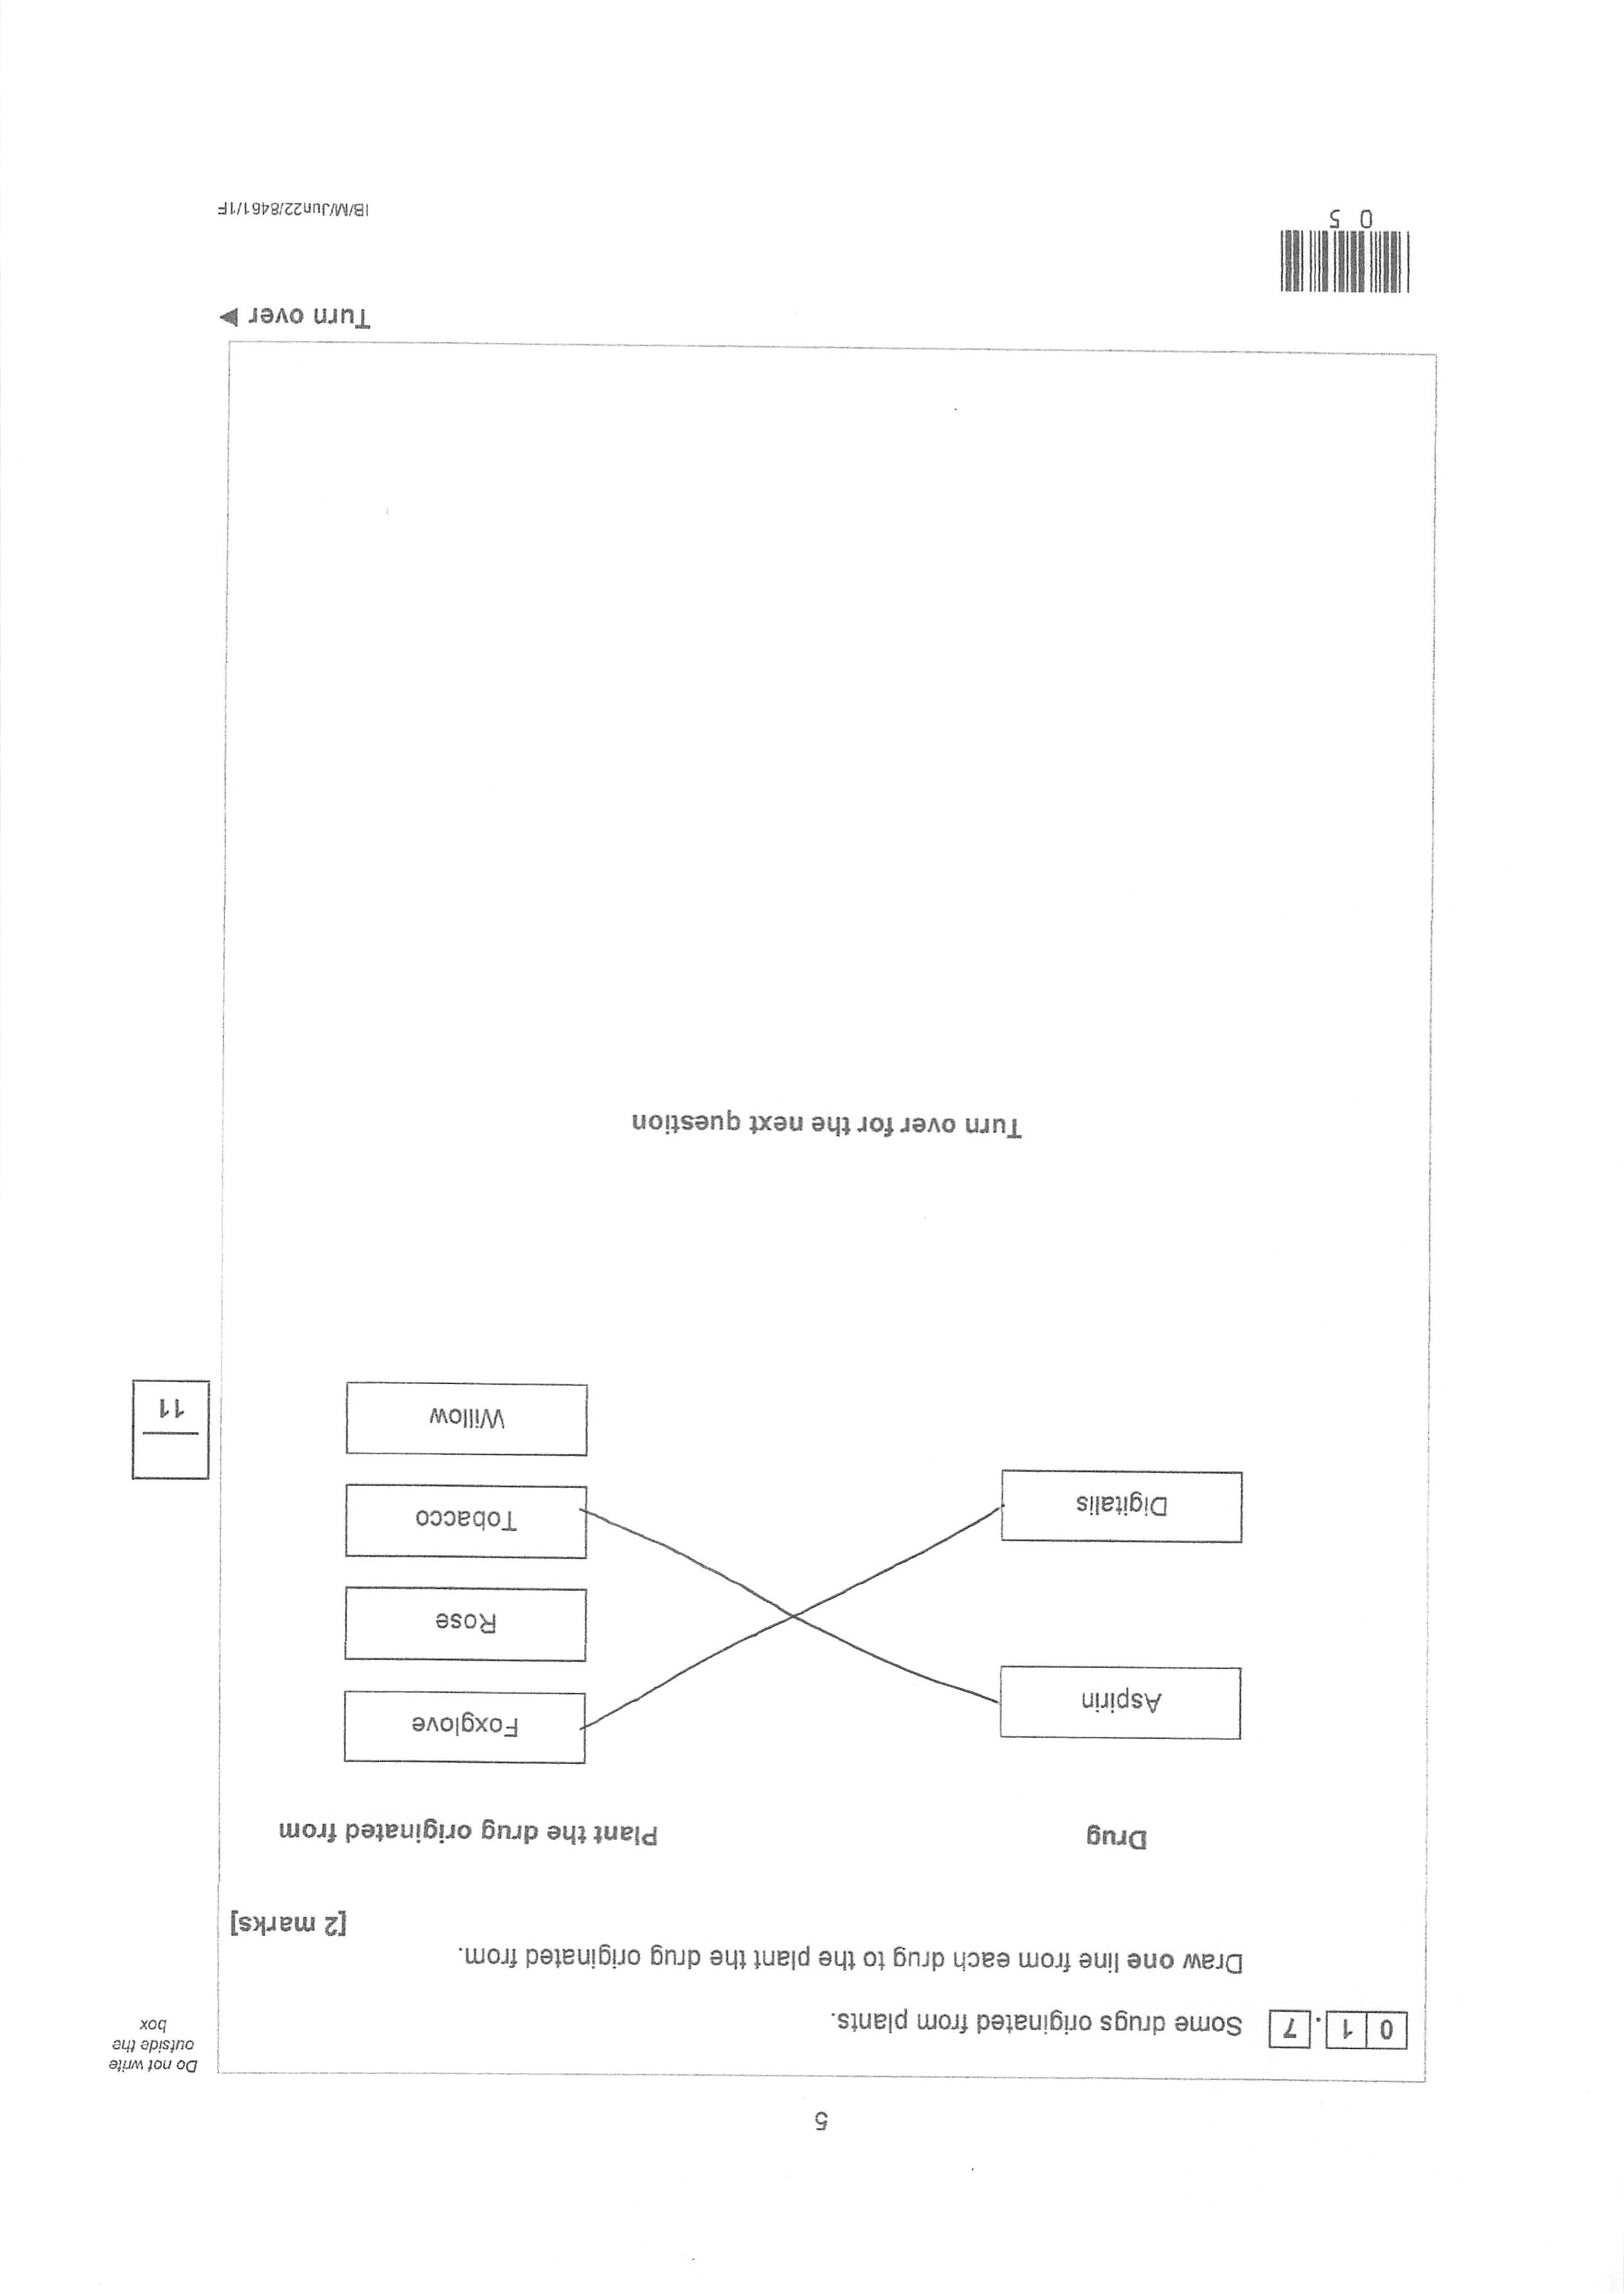 5
Do not write
outside the
box
0 1 . 7 Some drugs originated from plants.
Draw one line from each drug to the plant the drug originated from.
[2 marks]
Drug Plant the drug originated from
Foxglove
Aspirin
Rose
Tobacco
Digitalis
Willow
11
Turn over for the next question
Turn over ►
0 5
IB/M/Jun22/8461/1F